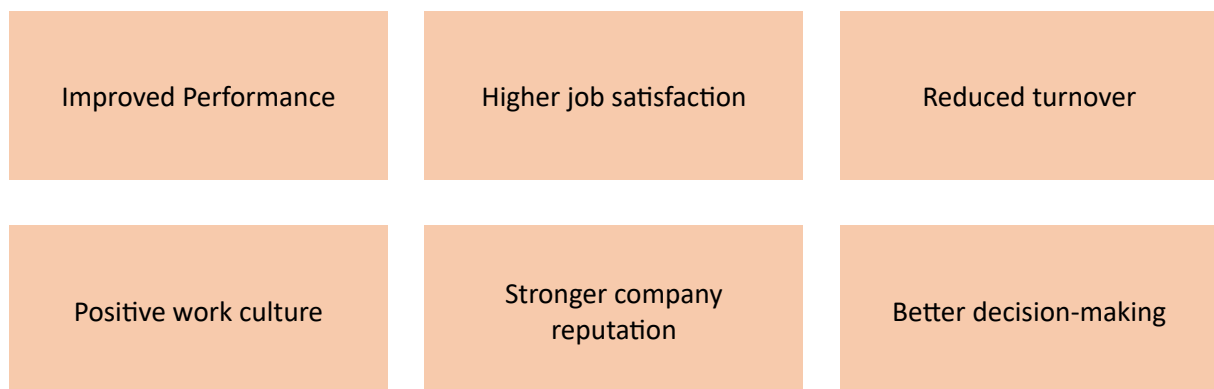 Improved Performance
Higher job satisfaction
Reduced turnover
Positive work culture
Stronger company
reputation
Better decision-making